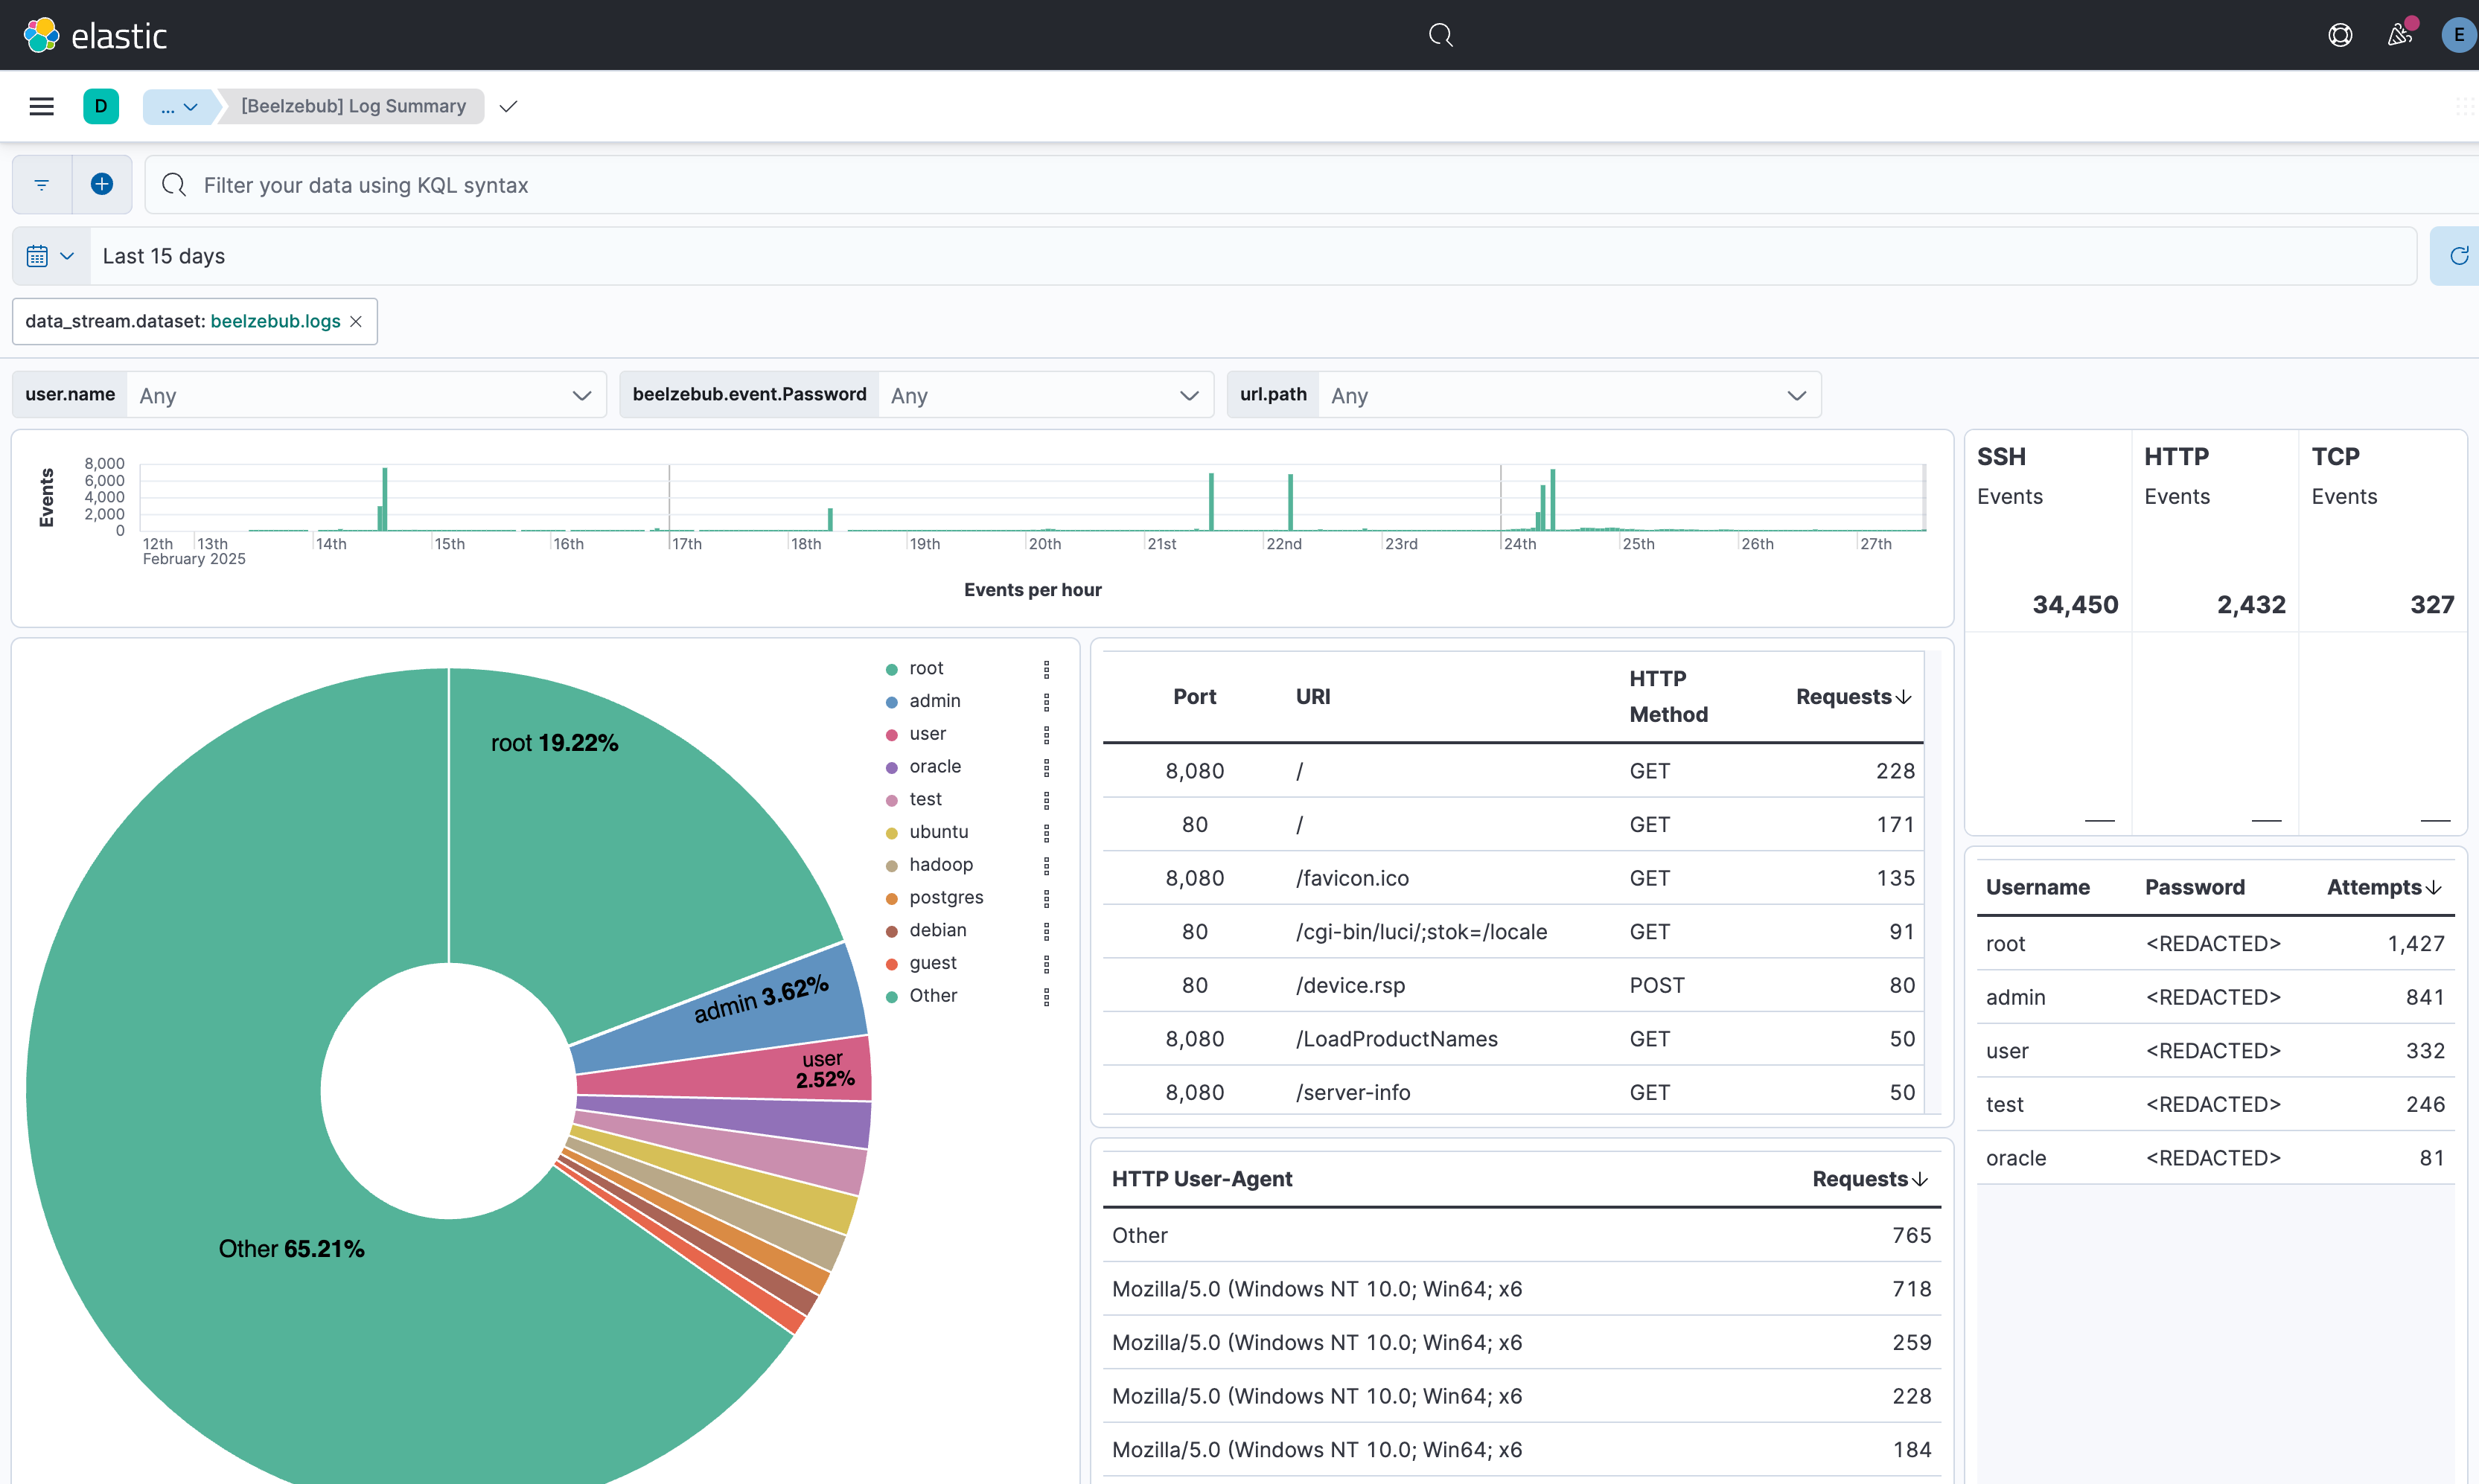 elastic
E
D
... [Beelzebub] Log Summary
Filter your data using KQL syntax
Last 15 days
data_stream.dataset: beelzebub.logs
user.name Any
beelzebub.event.Password Any
url.path Any
Events
8,000
6,000
4,000
2,000
0
12th 13th 14th 15th 16th 17th 18th 19th 20th 21st 22nd 23rd 24th 25th 26th 27th
February 2025
Events per hour
SSH
Events
34,450
HTTP
Events
2,432
TCP
Events
327
root 19.22%
admin 3.62%
user
2.52%
Other 65.21%
root
admin
user
oracle
test
ubuntu
hadoop
postgres
debian
guest
Other
Port URI HTTP Method Requests
8,080 / GET 228
80 / GET 171
8,080 /favicon.ico GET 135
80 /cgi-bin/luci/;stok=/locale GET 91
80 /device.rsp POST 80
8,080 /LoadProductNames GET 50
8,080 /server-info GET 50
HTTP User-Agent Requests
Other 765
Mozilla/5.0 (Windows NT 10.0; Win64; x6 718
Mozilla/5.0 (Windows NT 10.0; Win64; x6 259
Mozilla/5.0 (Windows NT 10.0; Win64; x6 228
Mozilla/5.0 (Windows NT 10.0; Win64; x6 184
Username Password Attempts
root <REDACTED> 1,427
admin <REDACTED> 841
user <REDACTED> 332
test <REDACTED> 246
oracle <REDACTED> 81